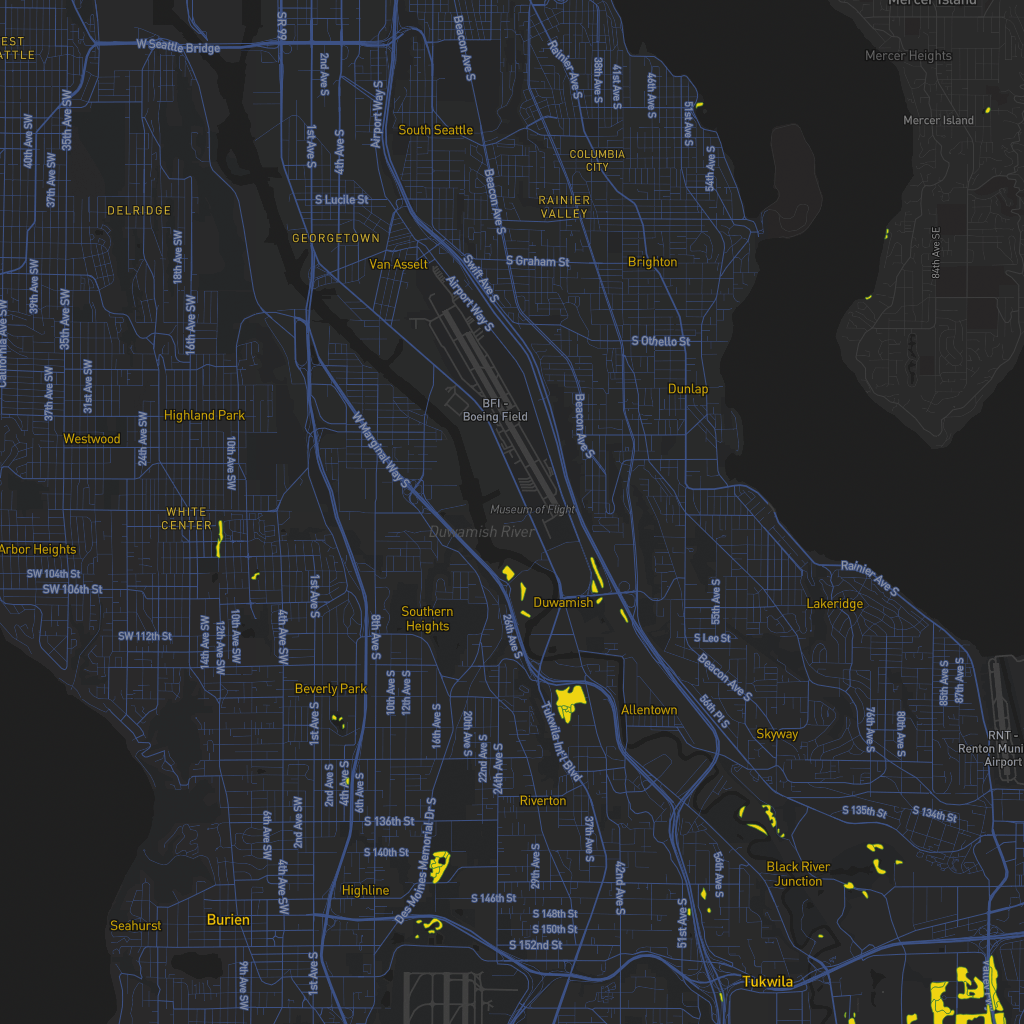 Mercer Island
EST
ATTLE
W Seattle Bridge
SR-99
Beacon Ave S
Rainier Ave S
Mercer Heights
2nd Ave S
38th Ave S
41st Ave S
46th Ave S
Airport Way S
35th Ave SW
40th Ave SW
37th Ave SW
1st Ave S
4th Ave S
South Seattle
51st Ave S
Mercer Island
COLUMBIA
CITY
54th Ave S
DELRIDGE
S Lucile St
Beacon Ave S
RAINIER
VALLEY
18th Ave SW
GEORGETOWN
Van Asselt
Swift Ave S
S Graham St
Brighton
84th Ave SE
39th Ave SW
35th Ave SW
16th Ave SW
Airport Way S
California Ave SW
S Othello St
37th Ave SW
31st Ave SW
Dunlap
BFI -
Boeing Field
Highland Park
24th Ave SW
Westwood
10th Ave SW
W Marginal Way S
Beacon Ave S
WHITE
CENTER
Museum of Flight
Duwamish River
Arbor Heights
SW 104th St
SW 106th St
1st Ave S
Rainier Ave S
Duwamish
55th Ave S
Lakeridge
Southern
Heights
SW 112th St
14th Ave SW
12th Ave SW
10th Ave SW
4th Ave SW
8th Ave S
26th Ave S
S Leo St
Beacon Ave S
85th Ave S
87th Ave S
Beverly Park
10th Ave S
12th Ave S
1st Ave S
16th Ave S
20th Ave S
22nd Ave S
24th Ave S
Tukwila Int'l Blvd
Allentown
56th Pl S
Skyway
76th Ave S
80th Ave S
RNT -
Renton Muni
Airport
2nd Ave S
4th Ave S
6th Ave S
Riverton
S 135th St
S 134th St
6th Ave SW
2nd Ave SW
S 136th St
Des Moines Memorial Dr S
37th Ave S
S 140th St
29th Ave S
42nd Ave S
56th Ave S
Black River
Junction
4th Ave SW
Highline
S 146th St
Seahurst
Burien
S 148th St
S 150th St
S 152nd St
51st Ave S
9th Ave SW
1st Ave S
Tukwila